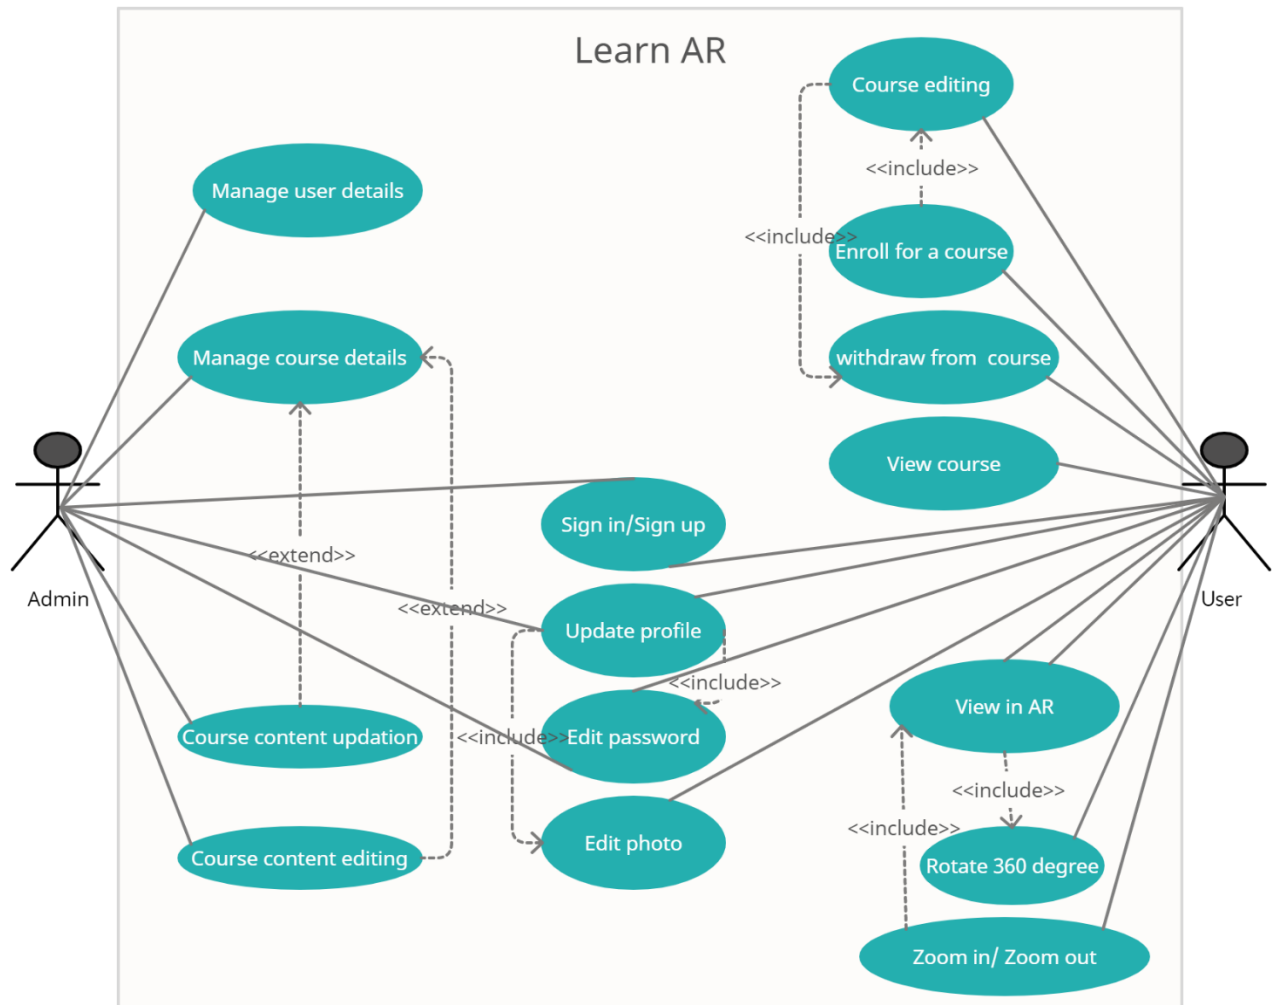 Learn AR
Course editing
<<include>>
Manage user details
<<include>>
Enroll for a course
Manage course details
withdraw from  course
View course
Sign in/Sign up
<<extend>>
Admin
User
<<extend>>
Update profile
<<include>>
View in AR
Course content updation
<<include>>
Edit password
<<include>>
<<include>>
Edit photo
Course content editing
Rotate 360 degree
Zoom in/ Zoom out